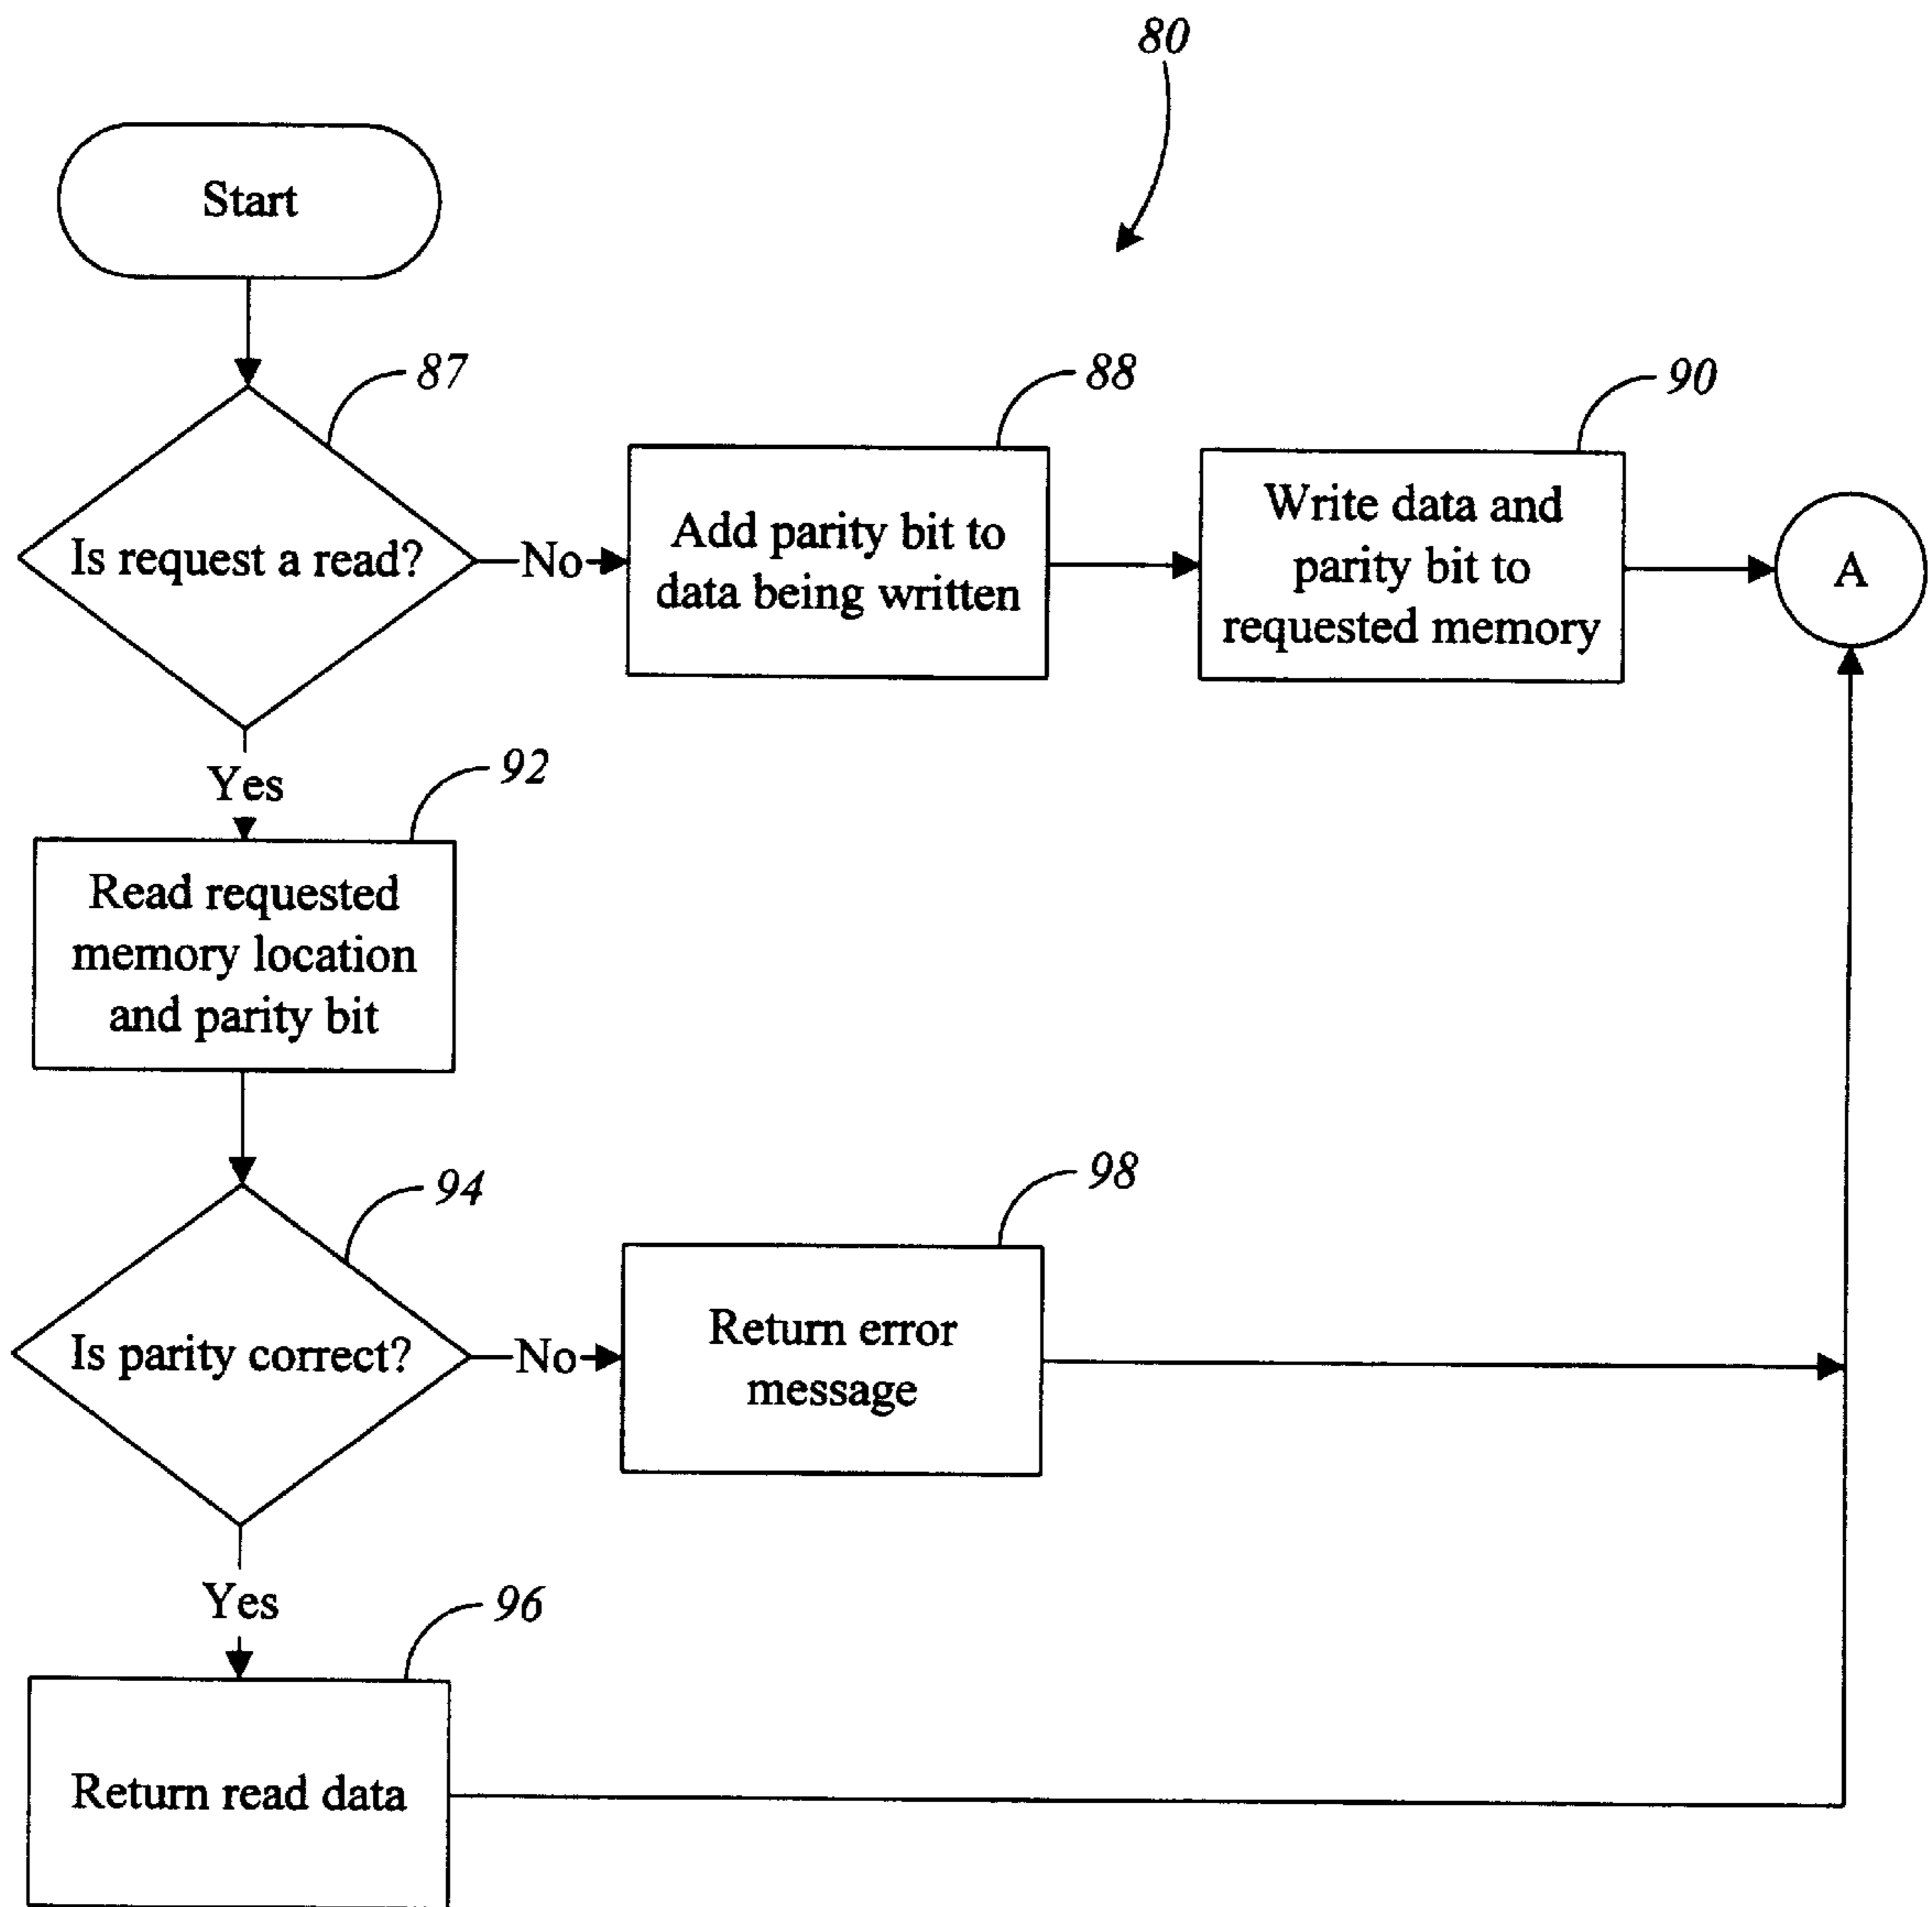 80
Start
87
88
90
Is request a read?
No
Add parity bit to
data being written
Write data and
parity bit to
requested memory
A
Yes
92
Read requested
memory location
and parity bit
94
98
Is parity correct?
No
Return error
message
Yes
96
Return read data